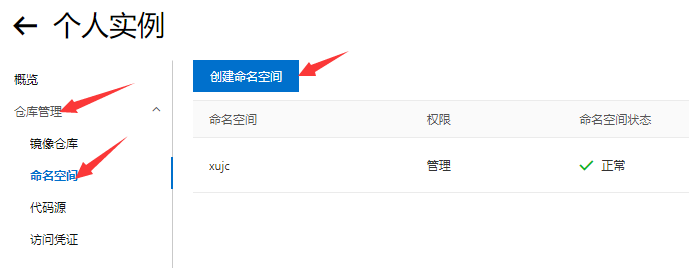 个人实例
概览
仓库管理
镜像仓库
命名空间
代码源
访问凭证
创建命名空间
命名空间 权限 命名空间状态
xujc 管理 正常